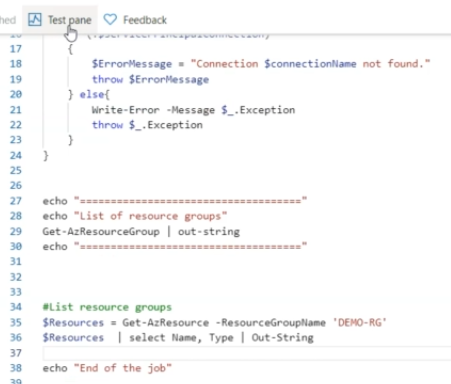 Test pane Feedback
17 {
18 $ErrorMessage = "Connection $connectionName not found."
19 throw $ErrorMessage
20 } else{
21 Write-Error -Message $_.Exception
22 throw $_.Exception
23 }
24 }
25
26
27 echo "====================================="
28 echo "List of resource groups"
29 Get-AzResourceGroup | out-string
30 echo "====================================="
31
32
33
34 #List resource groups
35 $Resources = Get-AzResource -ResourceGroupName 'DEMO-RG'
36 $Resources | select Name, Type | Out-String
37
38 echo "End of the job"
39